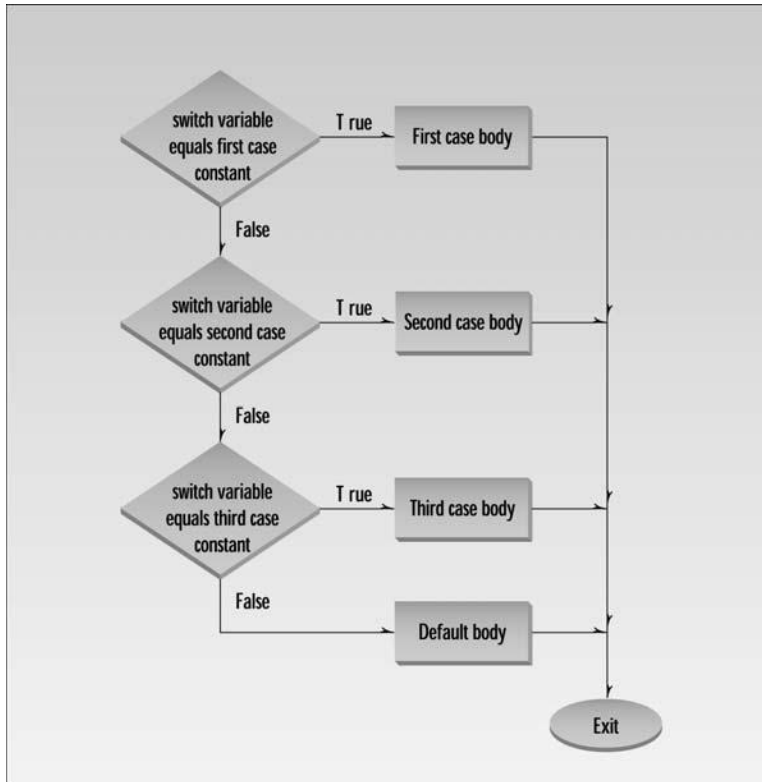 switch variable
equals first case
constant
T rue
First case body
False
switch variable
equals second case
constant
T rue
Second case body
False
switch variable
equals third case
constant
T rue
Third case body
False
Default body
Exit